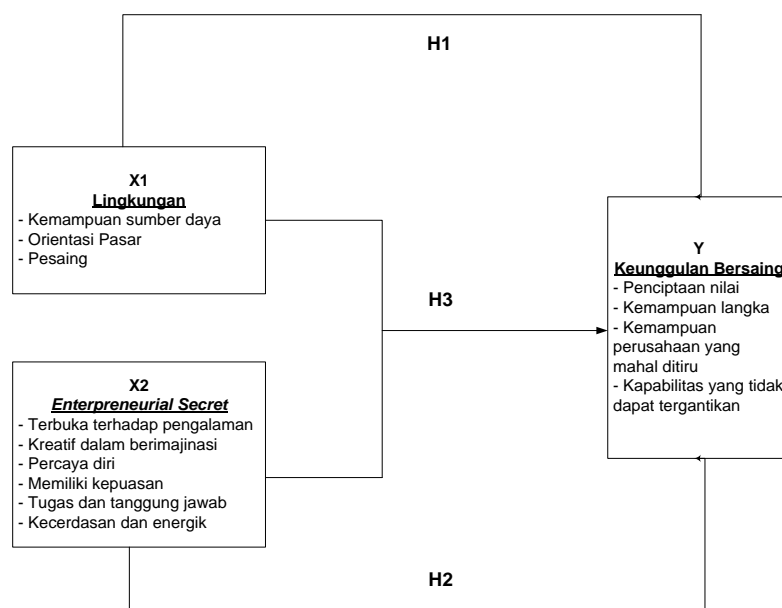 H1
X1
Lingkungan
- Kemampuan sumber daya
- Orientasi Pasar
- Pesaing
Y
Keunggulan Bersaing
- Penciptaan nilai
- Kemampuan langka
- Kemampuan
perusahaan yang
mahal ditiru
- Kapabilitas yang tidak
dapat tergantikan
H3
X2
Enterpreneurial Secret
- Terbuka terhadap pengalaman
- Kreatif dalam berimajinasi
- Percaya diri
- Memiliki kepuasan
- Tugas dan tanggung jawab
- Kecerdasan dan energik
H2